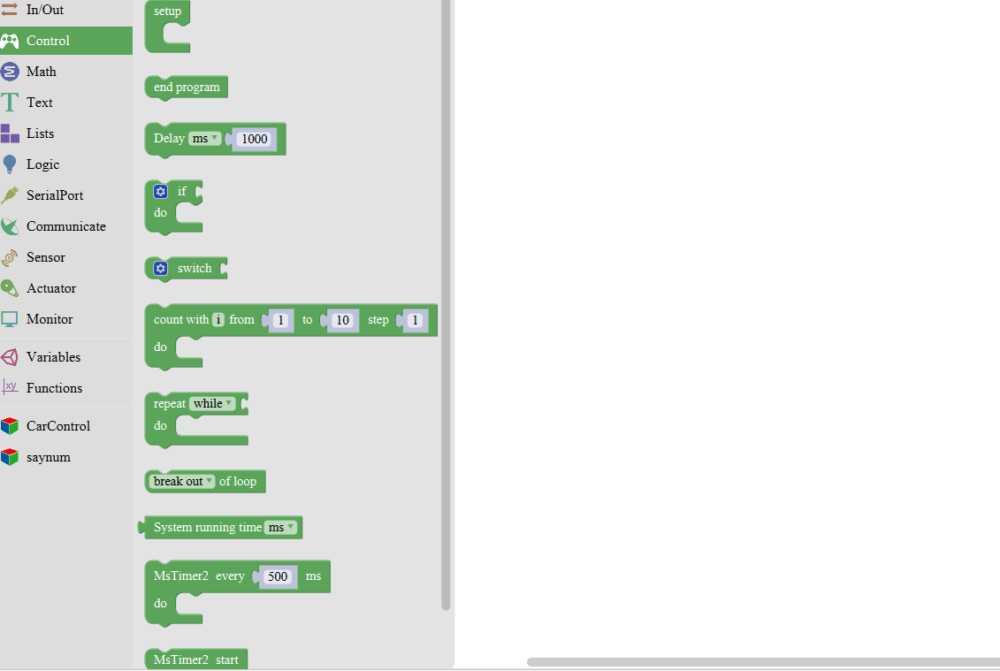 In/Out
Control
Math
Text
Lists
Logic
SerialPort
Communicate
Sensor
Actuator
Monitor
Variables
xy Functions
CarControl
saynum
setup
end program
Delay ms 1000
if
do
switch
count with i from 1 to 10 step 1
do
repeat while
do
break out of loop
System running time ms
MsTimer2 every 500 ms
do
MsTimer2 start